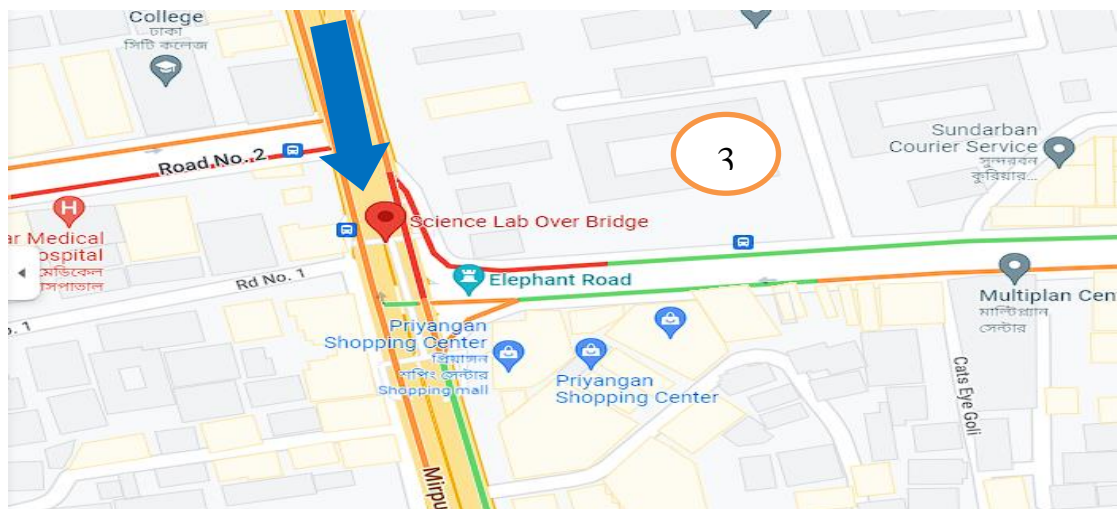 College
ঢাকা
সিটি কলেজ
Road No. 2
3
Sundarban
Courier Service
সুন্দরবন
কুরিয়ার...
Science Lab Over Bridge
ar Medical
ospital
মেডিকেল
াসপাতাল
Rd No. 1
Elephant Road
Multiplan Cen
মাল্টিপ্ল্যান
সেন্টার
o. 1
Priyangan
Shopping Center
প্রিয়াঙ্গন
শপিং সেন্টার
Shopping mall
Priyangan
Shopping Center
Cats Eye Goli
Mirpu